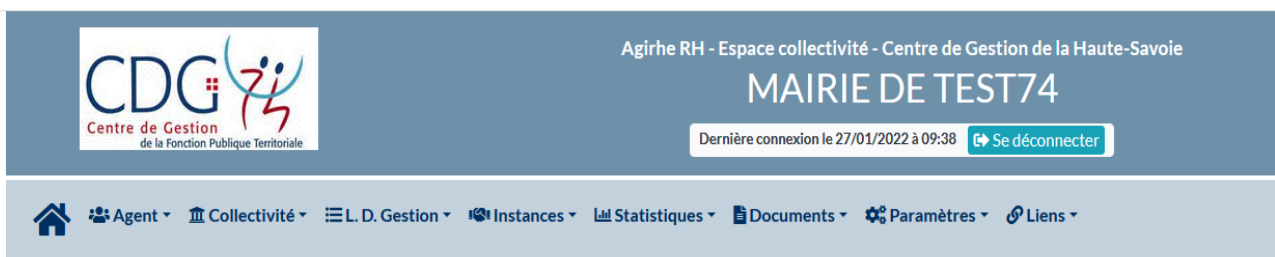 CDG 74
Centre de Gestion
de la Fonction Publique Territoriale
Agirhe RH - Espace collectivité - Centre de Gestion de la Haute-Savoie
MAIRIE DE TEST74
Dernière connexion le 27/01/2022 à 09:38 Se déconnecter
Agent Collectivité L. D. Gestion Instances Statistiques Documents Paramètres Liens